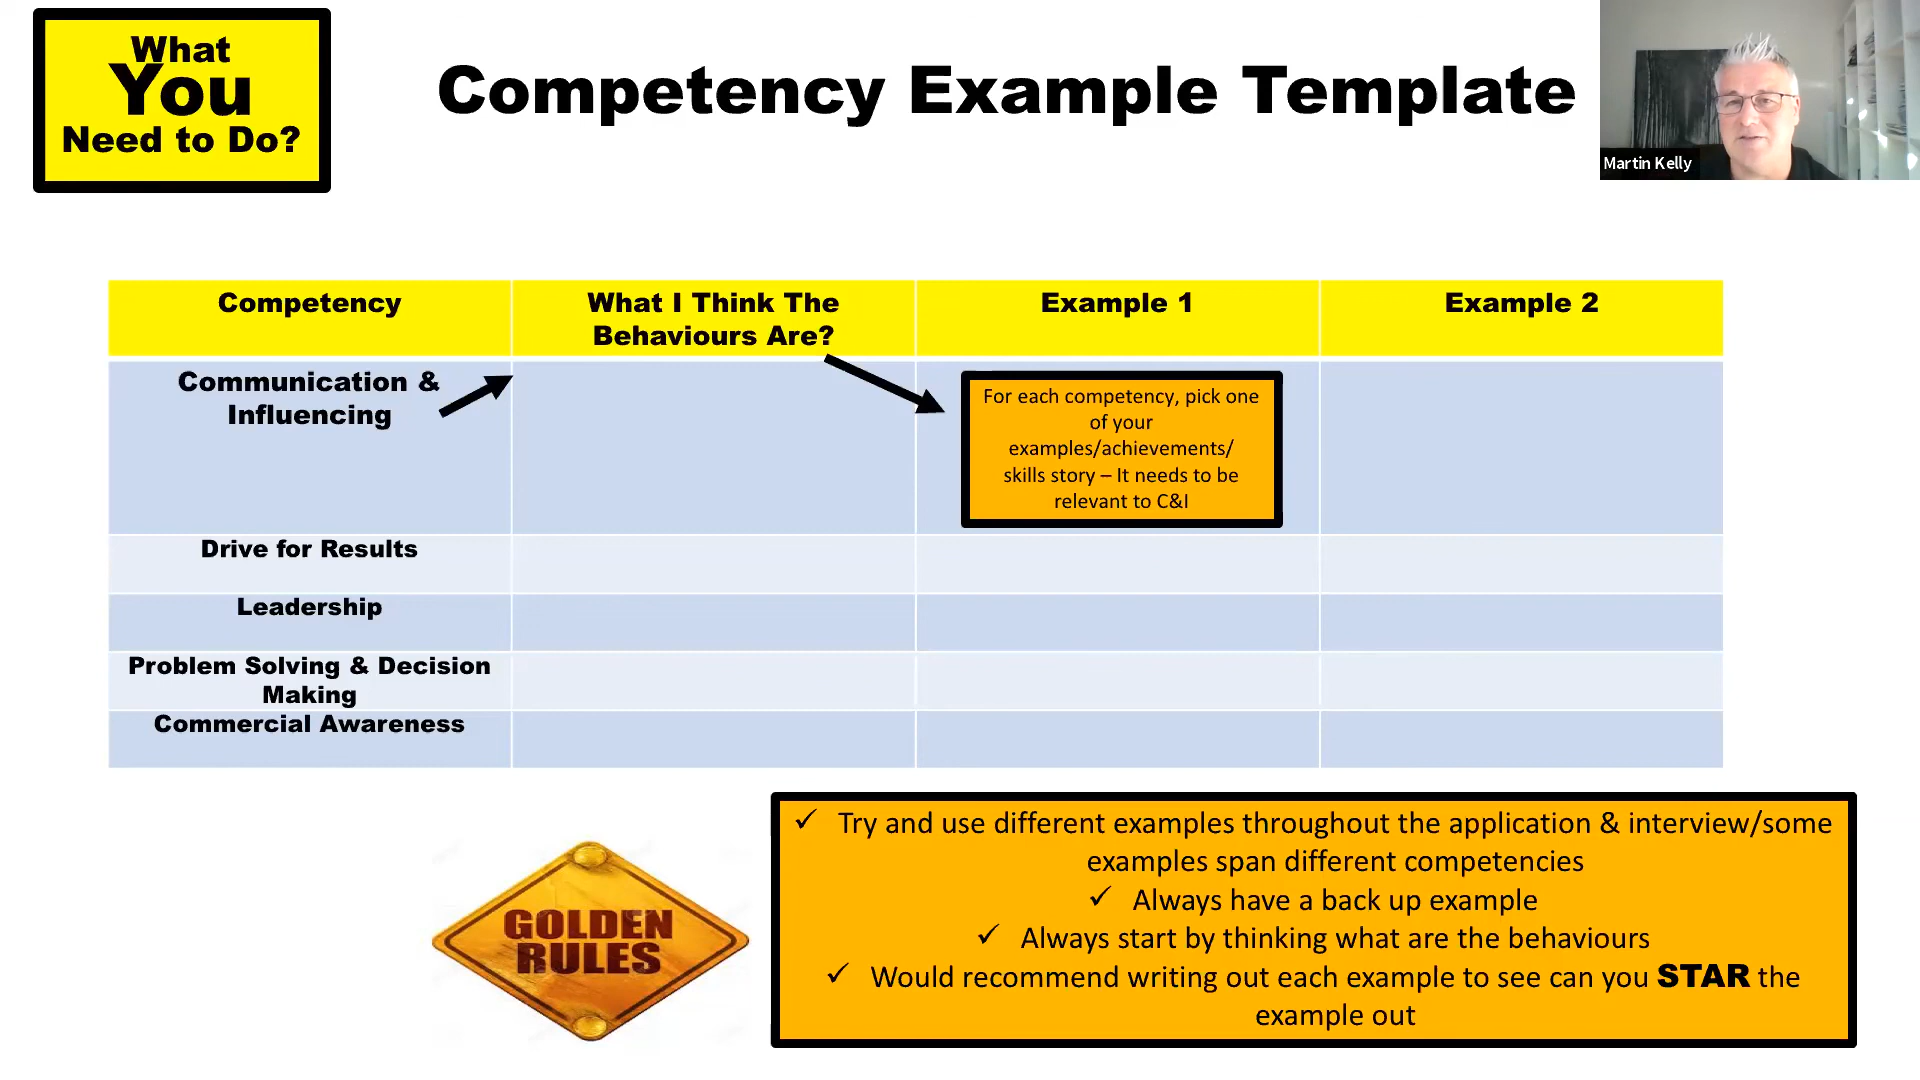 What
You
Need to Do?
Competency Example Template
Martin Kelly
Competency
What I Think The
Behaviours Are?
Example 1
Example 2
Communication &
Influencing
For each competency, pick one
of your
examples/achievements/
skills story – It needs to be
relevant to C&I
Drive for Results
Leadership
Problem Solving & Decision
Making
Commercial Awareness
GOLDEN
RULES
✓ Try and use different examples throughout the application & interview/some
examples span different competencies
✓ Always have a back up example
✓ Always start by thinking what are the behaviours
✓ Would recommend writing out each example to see can you STAR the
example out